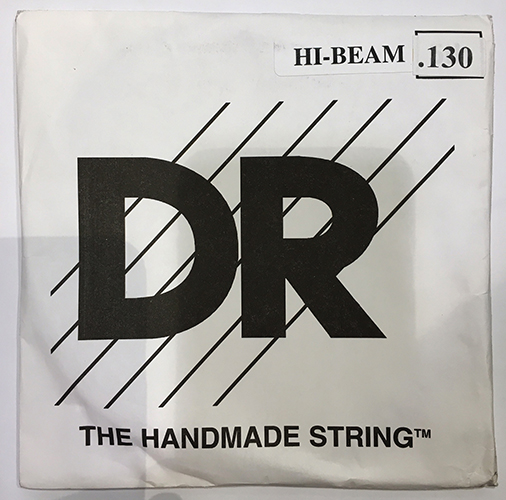 HI-BEAM .130
DR
THE HANDMADE STRING™